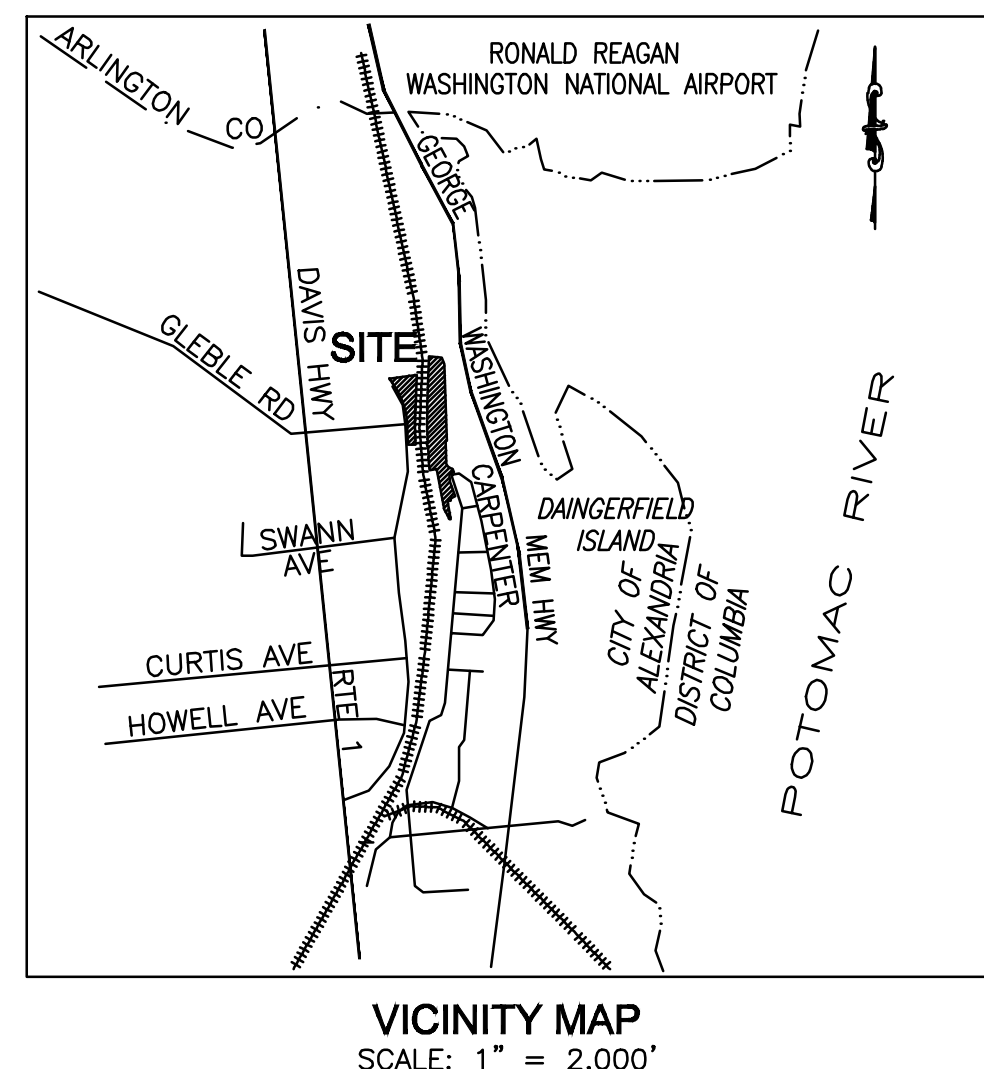 ARLINGTON CO
RONALD REAGAN
WASHINGTON NATIONAL AIRPORT
GEORGE
WASHINGTON
MEM HWY
DAVIS HWY
GLEBLE RD
SITE
CARPENTER
SWANN
AVE
DAINGERFIELD
ISLAND
CITY OF
ALEXANDRIA
DISTRICT OF
COLUMBIA
POTOMAC RIVER
CURTIS AVE
HOWELL AVE
RTE 1
VICINITY MAP
SCALE: 1" = 2.000'